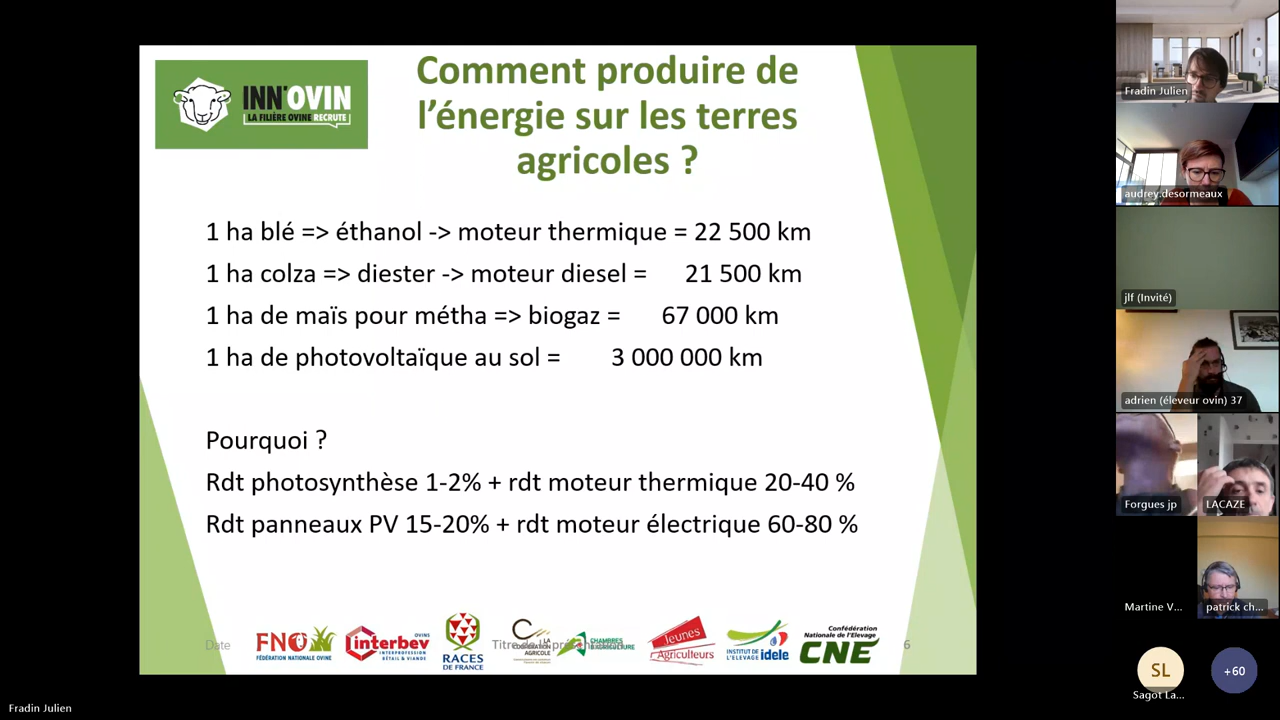 INN'OVIN
LA FILIÈRE OVINE RECRUTE
Comment produire de
l'énergie sur les terres
agricoles ?
1 ha blé => éthanol -> moteur thermique = 22 500 km
1 ha colza => diester -> moteur diesel = 21 500 km
1 ha de maïs pour métha => biogaz = 67 000 km
1 ha de photovoltaïque au sol = 3 000 000 km
Pourquoi ?
Rdt photosynthèse 1-2% + rdt moteur thermique 20-40 %
Rdt panneaux PV 15-20% + rdt moteur électrique 60-80 %
Date
FNO
FÉDÉRATION NATIONALE OVINE
OVINS
interbev
INTERPROFESSION
BÉTAIL & VIANDE
RACES
DE FRANCE
LA
COOPÉRATION
AGRICOLE
CHAMBRES
D'AGRICULTURE
Jeunes
Agriculteurs
INSTITUT DE
L'ELEVAGE idele
Confédération
Nationale de l'Elevage
CNE
6
Fradin Julien
audrey.desormeaux
jlf (Invité)
adrien (éleveur ovin) 37
Forgues jp
LACAZE
Martine V...
patrick ch...
SL
Sagot La...
+60
Fradin Julien